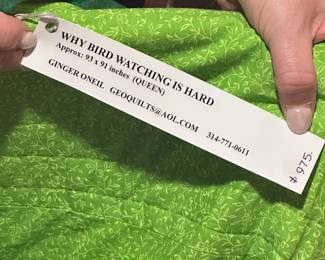 WHY BIRD WATCHING IS HARD
Approx: 93 x 91 inches (QUEEN)
GINGER ONEIL GEOQUILTS@AOL.COM 314-771-0611
$975.